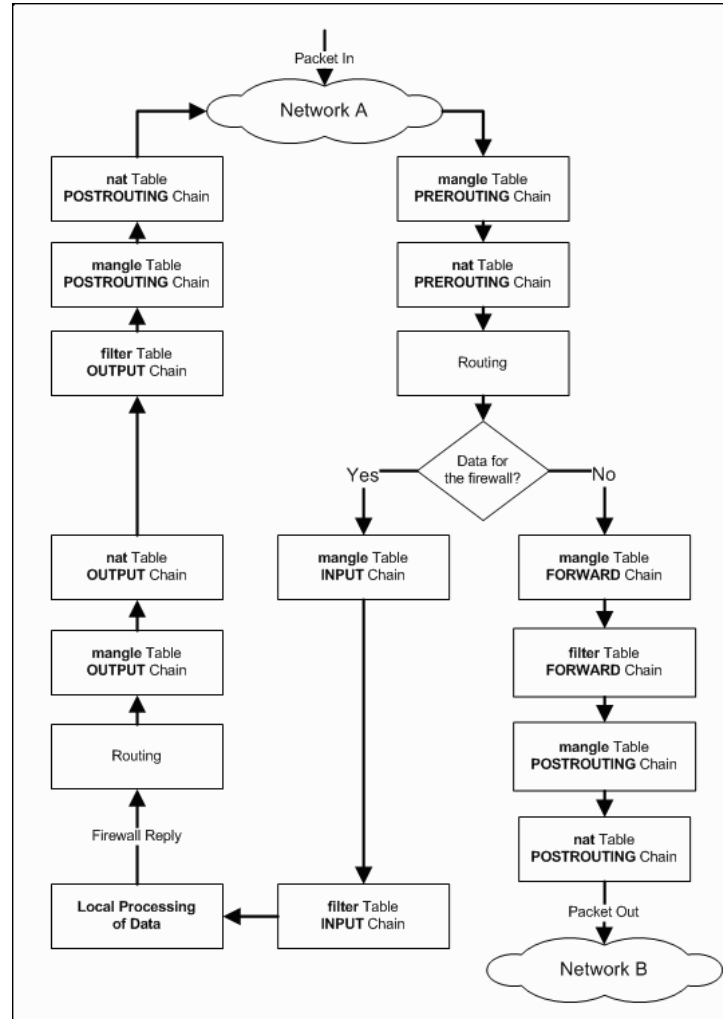 Packet In
Network A
nat Table
POSTROUTING Chain
mangle Table
POSTROUTING Chain
filter Table
OUTPUT Chain
nat Table
OUTPUT Chain
mangle Table
OUTPUT Chain
Routing
Firewall Reply
Local Processing
of Data
mangle Table
PREROUTING Chain
nat Table
PREROUTING Chain
Routing
Data for
the firewall?
Yes
No
mangle Table
INPUT Chain
filter Table
INPUT Chain
mangle Table
FORWARD Chain
filter Table
FORWARD Chain
mangle Table
POSTROUTING Chain
nat Table
POSTROUTING Chain
Packet Out
Network B